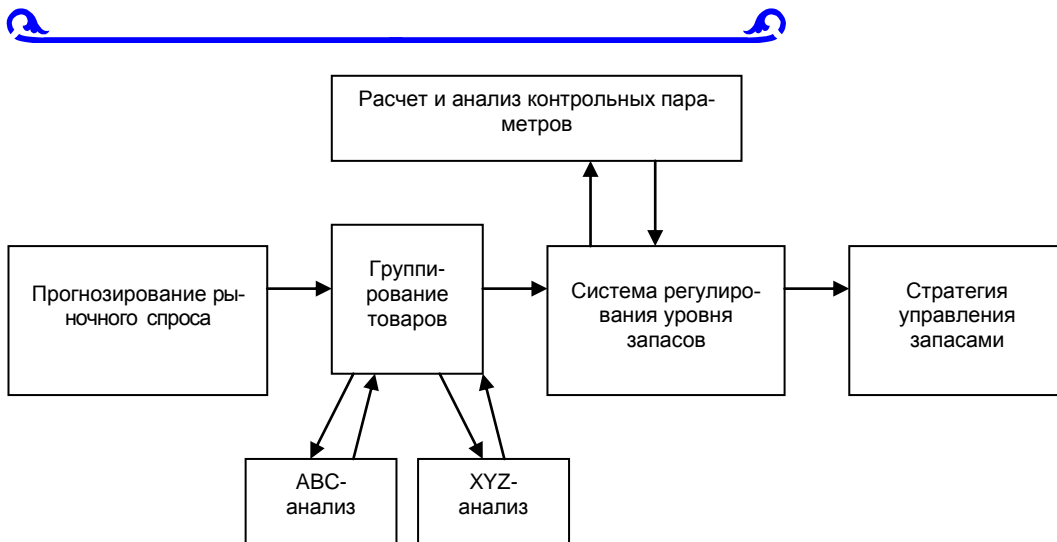 Расчет и анализ контрольных пара-
метров
Прогнозирование ры-
ночного спроса
Группи-
рование
товаров
Система регулиро-
вания уровня
запасов
Стратегия
управления
запасами
ABC-
анализ
XYZ-
анализ